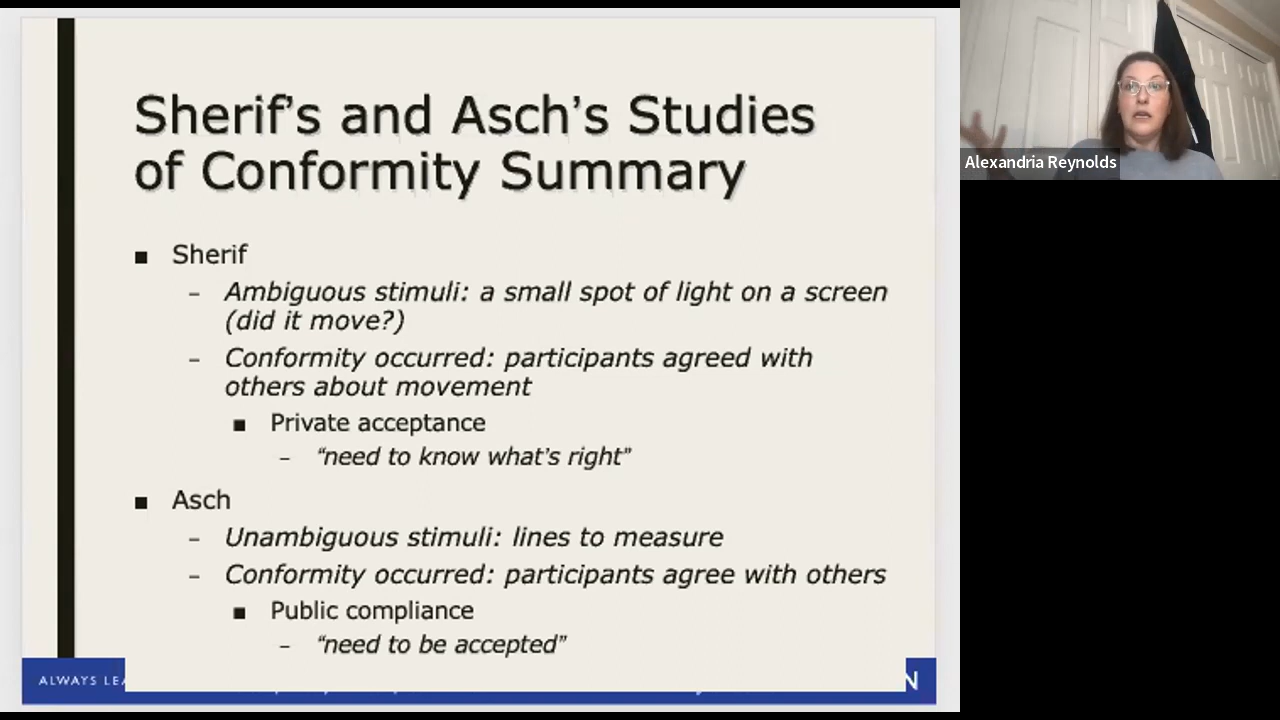 Sherif's and Asch's Studies
of Conformity Summary
■ Sherif
– Ambiguous stimuli: a small spot of light on a screen
(did it move?)
– Conformity occurred: participants agreed with
others about movement
■ Private acceptance
– “need to know what's right”
■ Asch
– Unambiguous stimuli: lines to measure
– Conformity occurred: participants agree with others
■ Public compliance
– “need to be accepted”
ALWAYS
Alexandria Reynolds